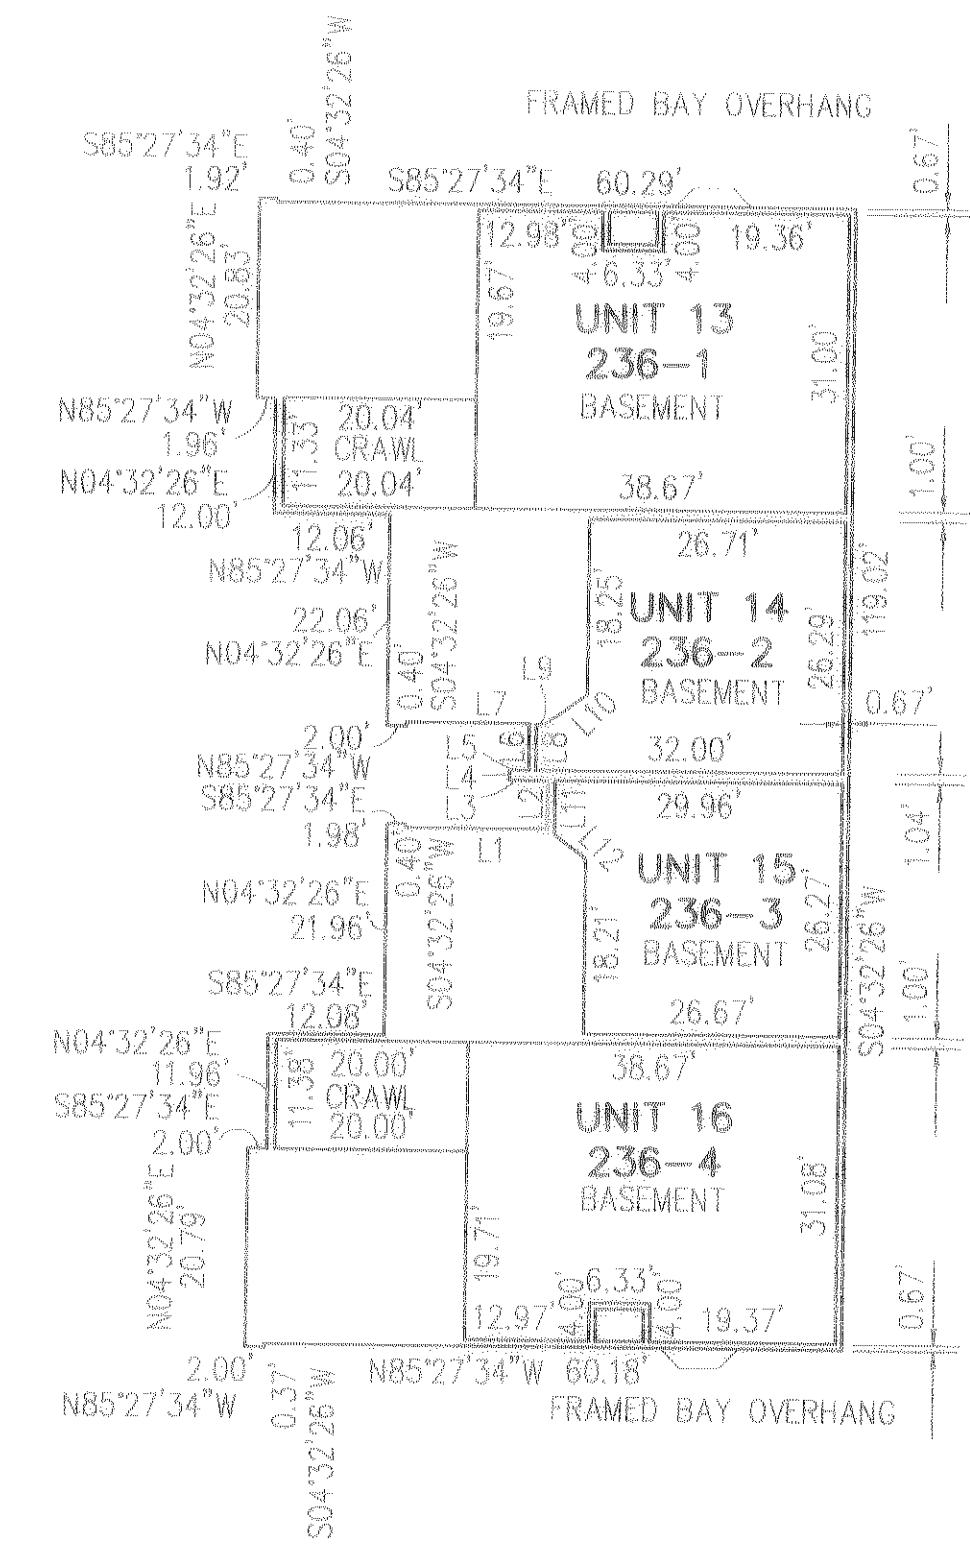 FRAMED BAY OVERHANG
0.40'
S04°32'26"W
S85°27'34"E
1.92'
S85°27'34"E 60.29'
0.67'
12.98'
4.00'
6.33'
4.00'
19.36'
N04°32'26"E
20.83'
19.67'
UNIT 13
236-1
BASEMENT
31.00'
N85°27'34"W
1.96'
N04°32'26"E
12.00'
11.33'
20.04'
CRAWL
20.04'
38.67'
1.00'
12.06'
N85°27'34"W
26.71'
22.06'
N04°32'26"E
0.40'
S04°32'26"W
18.25'
UNIT 14
236-2
BASEMENT
26.29'
119.02'
L9
L10
L7
0.67'
2.00'
N85°27'34"W
L5
L6
L8
32.00'
L4
L3
S85°27'34"E
1.98'
L2
L11
29.96'
1.04'
L1
L12
0.40'
S04°32'26"W
N04°32'26"E
21.96'
UNIT 15
236-3
BASEMENT
18.21'
26.27'
S04°32'26"W
S85°27'34"E
12.08'
26.67'
1.00'
N04°32'26"E
11.96'
S85°27'34"E
2.00'
11.38'
20.00'
CRAWL
20.00'
38.67'
UNIT 16
236-4
BASEMENT
31.08'
N04°32'26"E
20.79'
19.71'
6.33'
12.97'
4.00'
4.00'
19.37'
0.67'
2.00'
N85°27'34"W
0.37'
S04°32'26"W
N85°27'34"W 60.18'
FRAMED BAY OVERHANG